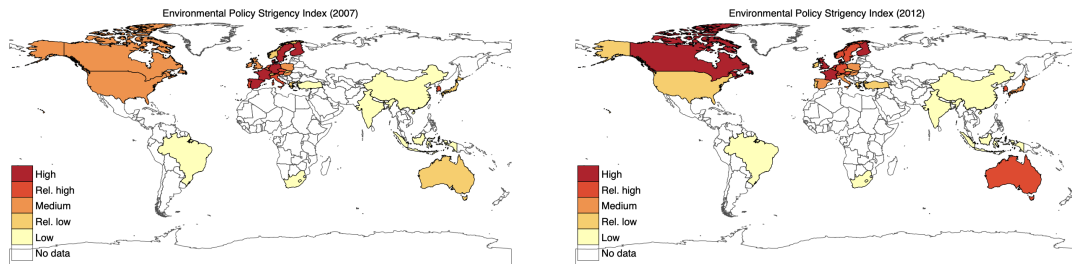 Environmental Policy Strigency Index (2007)
High
Rel. high
Medium
Rel. low
Low
No data
Environmental Policy Strigency Index (2012)
High
Rel. high
Medium
Rel. low
Low
No data